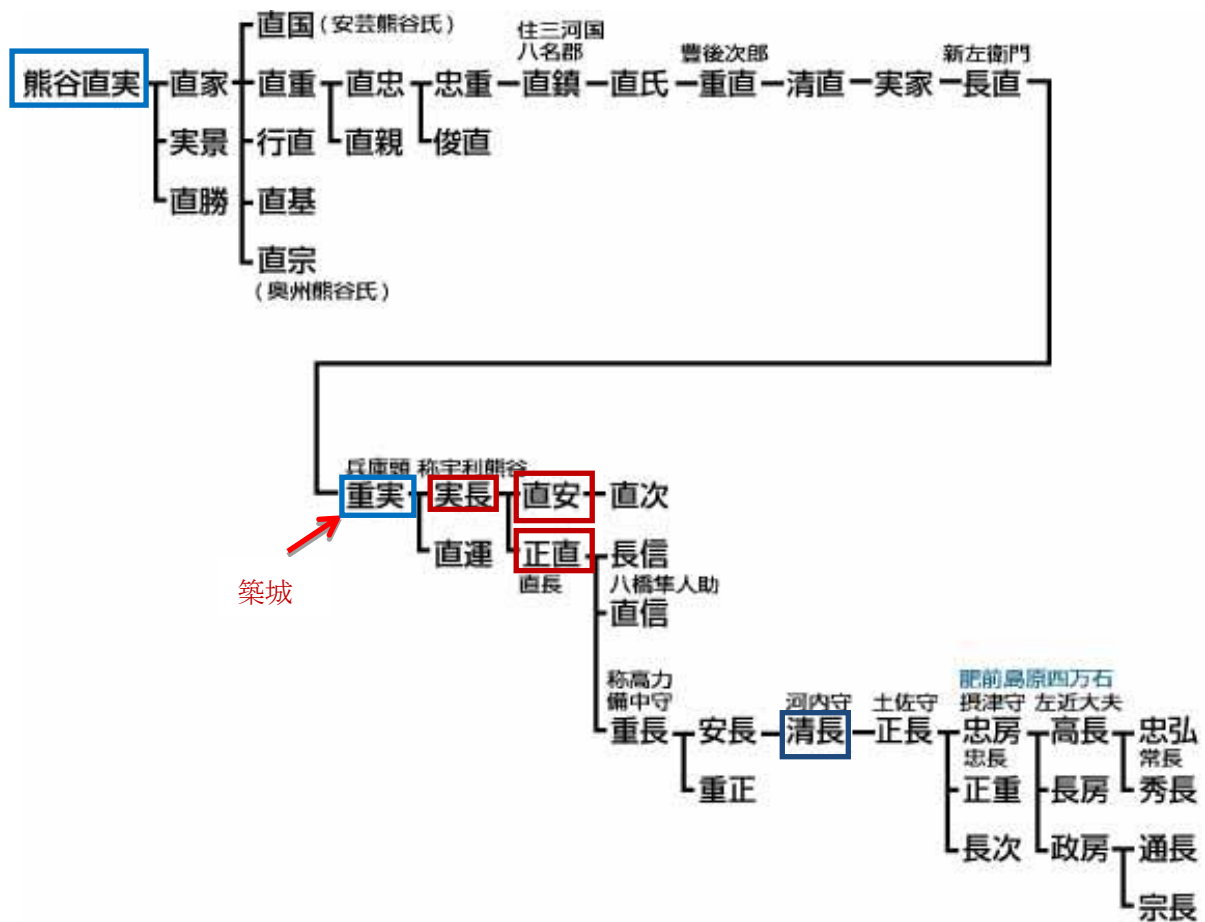 直国(安芸熊谷氏)
住三河国
八名郡
豊後次郎
新左衛門
熊谷直実 直家 直重 直忠 忠重 直鎮 直氏 重直 清直 実家 長直
実景 行直 直親 俊直
直勝 直基
直宗
(奥州熊谷氏)
兵庫頭 称宇利熊谷
重実 実長 直安 直次
直運 正直 長信
直長 八橋隼人助
築城
直信
称高力
備中守
肥前島原四万石
河内守 土佐守 摂津守 左近大夫
重長 安長 清長 正長 忠房 高長 忠弘
忠長 常長
重正 正重 長房 秀長
長次 政房 通長
宗長